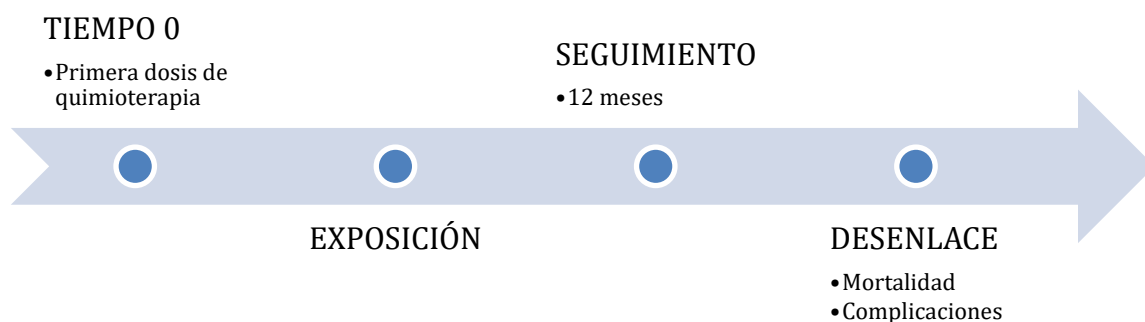 TIEMPO 0
•Primera dosis de
quimioterapia
EXPOSICIÓN
SEGUIMIENTO
•12 meses
DESENLACE
•Mortalidad
•Complicaciones